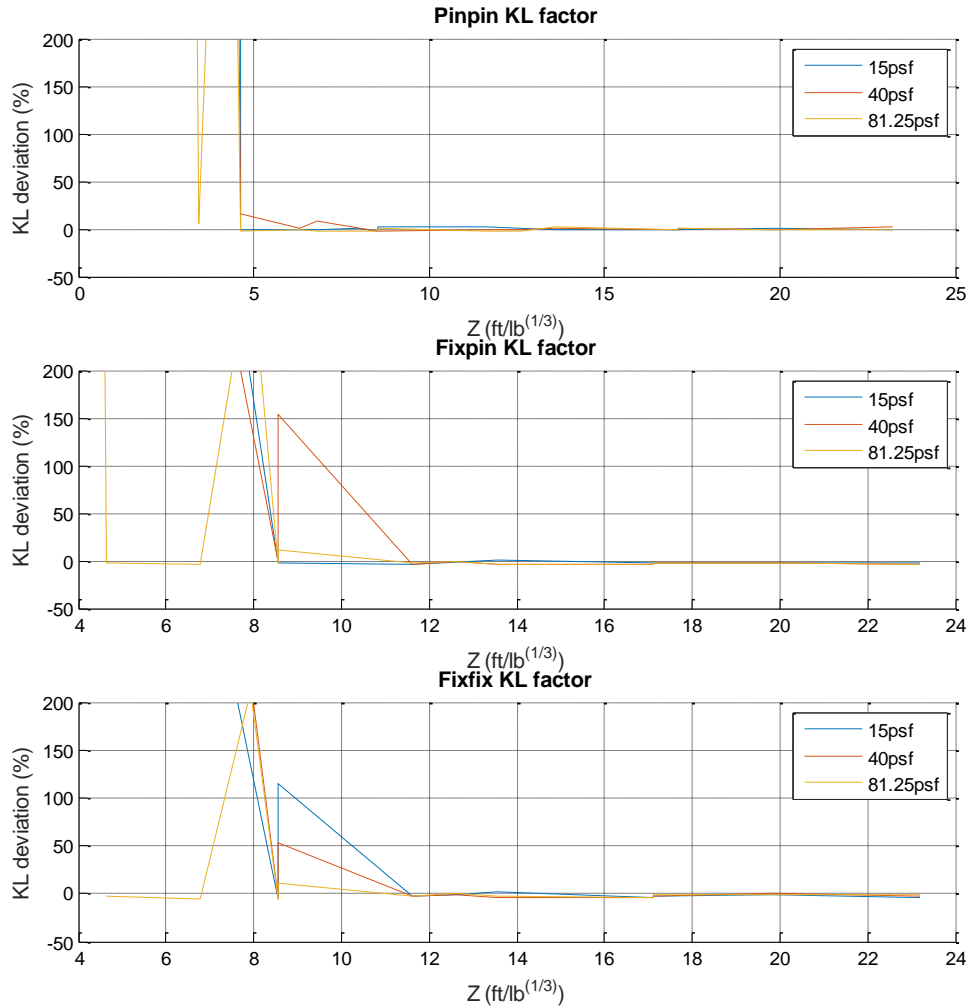 Pinpin KL factor
KL deviation (%)
200
150
100
50
0
-50
15psf
40psf
81.25psf
0 5 10 15 20 25
Z (ft/lb^(1/3))
Fixpin KL factor
KL deviation (%)
200
150
100
50
0
-50
15psf
40psf
81.25psf
4 6 8 10 12 14 16 18 20 22 24
Z (ft/lb^(1/3))
Fixfix KL factor
KL deviation (%)
200
150
100
50
0
-50
15psf
40psf
81.25psf
4 6 8 10 12 14 16 18 20 22 24
Z (ft/lb^(1/3))